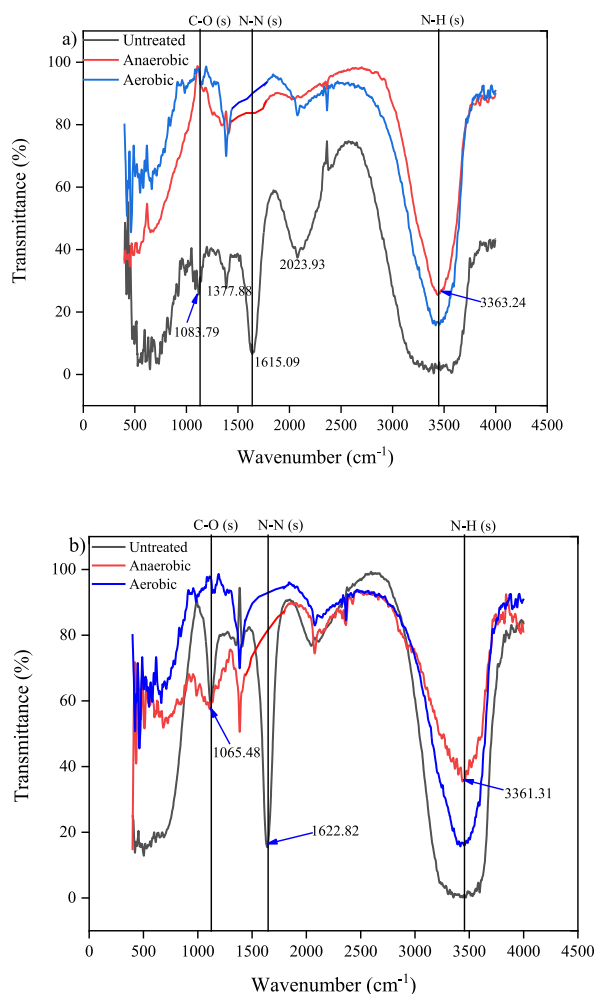 C-O (s) N-N (s) N-H (s)
a)
Untreated
Anaerobic
Aerobic
100
80
60
40
20
0
Transmittance (%)
2023.93
1377.88
1083.79
1615.09
3363.24
0 500 1000 1500 2000 2500 3000 3500 4000 4500
Wavenumber (cm⁻¹)
C-O (s) N-N (s) N-H (s)
b)
Untreated
Anaerobic
Aerobic
100
80
60
40
20
0
Transmittance (%)
1065.48
1622.82
3361.31
0 500 1000 1500 2000 2500 3000 3500 4000 4500
Wavenumber (cm⁻¹)